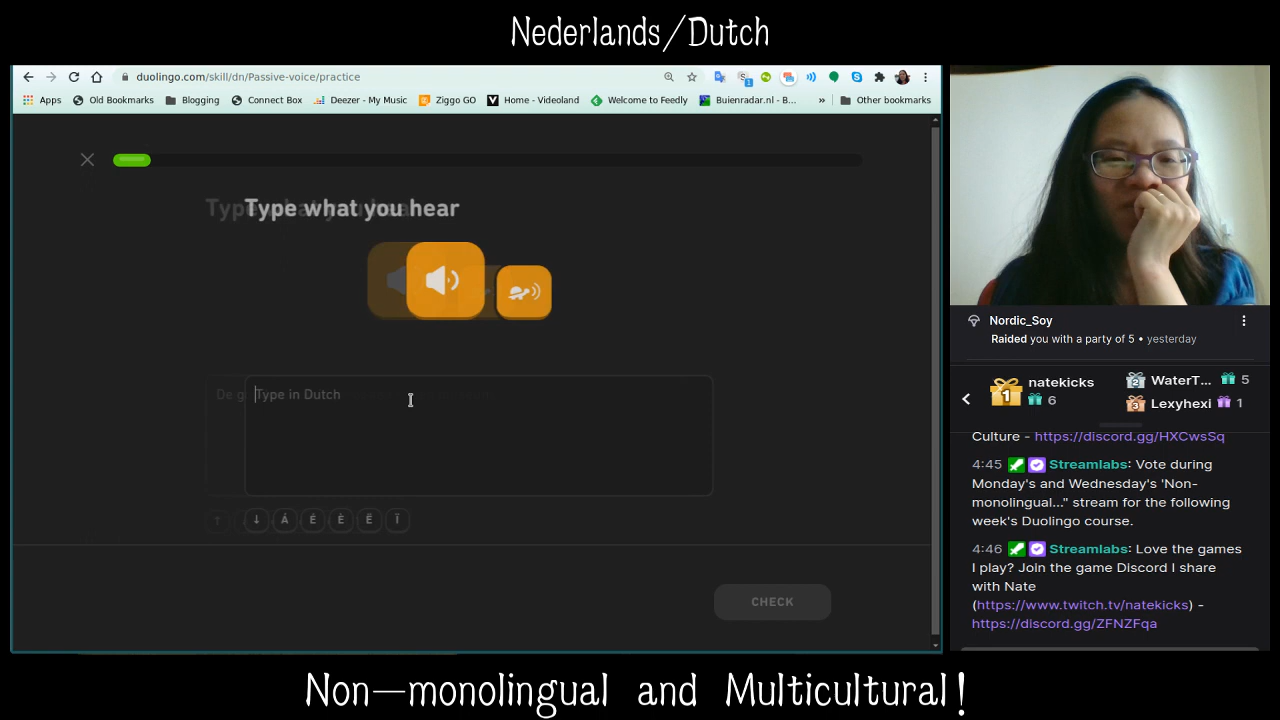 Nederlands/Dutch
duolingo.com/skill/dn/Passive-voice/practice
Apps Old Bookmarks Blogging Connect Box Deezer - My Music Ziggo GO Home - Videoland Welcome to Feedly Buienradar.nl - B... » Other bookmarks
Type what you hear
Type in Dutch
De g
↑ ↓ Á É È Ë Ï
CHECK
Nordic_Soy
Raided you with a party of 5 • yesterday
1 natekicks 6
2 WaterT... 5
3 Lexyhexi 1
Culture - https://discord.gg/HXCwsSq
4:45 Streamlabs: Vote during
Monday's and Wednesday's 'Non-
monolingual..." stream for the following
week's Duolingo course.
4:46 Streamlabs: Love the games
I play? Join the game Discord I share
with Nate
(https://www.twitch.tv/natekicks) -
https://discord.gg/ZFNZFqa
Non-monolingual and Multicultural!